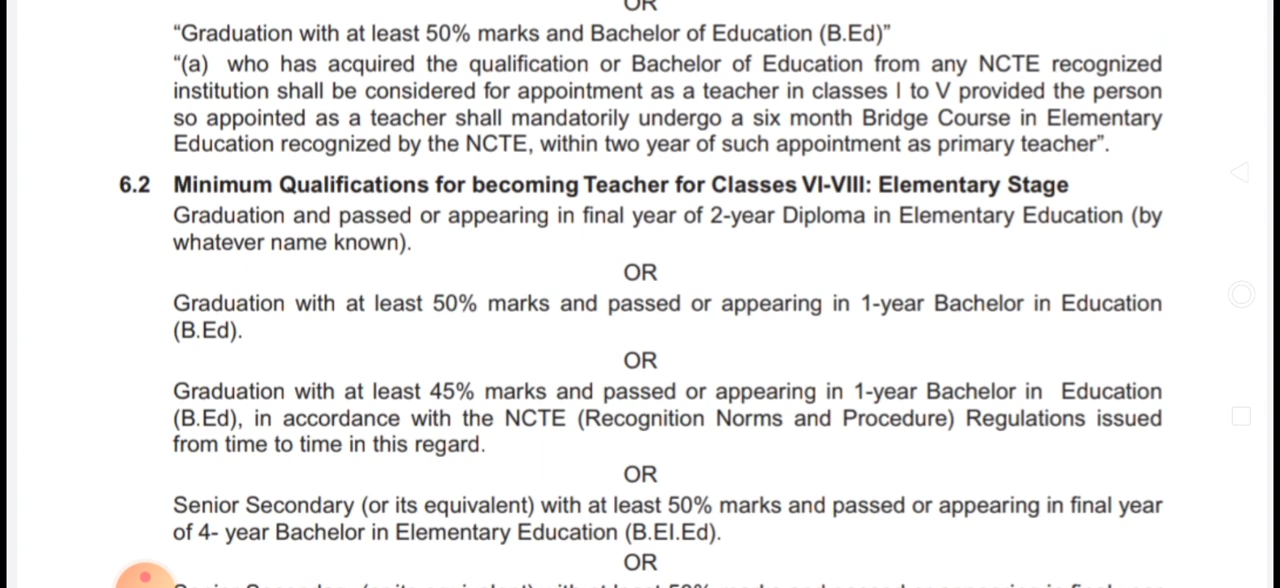 OR
“Graduation with at least 50% marks and Bachelor of Education (B.Ed)”
“(a) who has acquired the qualification or Bachelor of Education from any NCTE recognized
institution shall be considered for appointment as a teacher in classes I to V provided the person
so appointed as a teacher shall mandatorily undergo a six month Bridge Course in Elementary
Education recognized by the NCTE, within two year of such appointment as primary teacher”.
6.2 Minimum Qualifications for becoming Teacher for Classes VI-VIII: Elementary Stage
Graduation and passed or appearing in final year of 2-year Diploma in Elementary Education (by
whatever name known).
OR
Graduation with at least 50% marks and passed or appearing in 1-year Bachelor in Education
(B.Ed).
OR
Graduation with at least 45% marks and passed or appearing in 1-year Bachelor in Education
(B.Ed), in accordance with the NCTE (Recognition Norms and Procedure) Regulations issued
from time to time in this regard.
OR
Senior Secondary (or its equivalent) with at least 50% marks and passed or appearing in final year
of 4- year Bachelor in Elementary Education (B.El.Ed).
OR